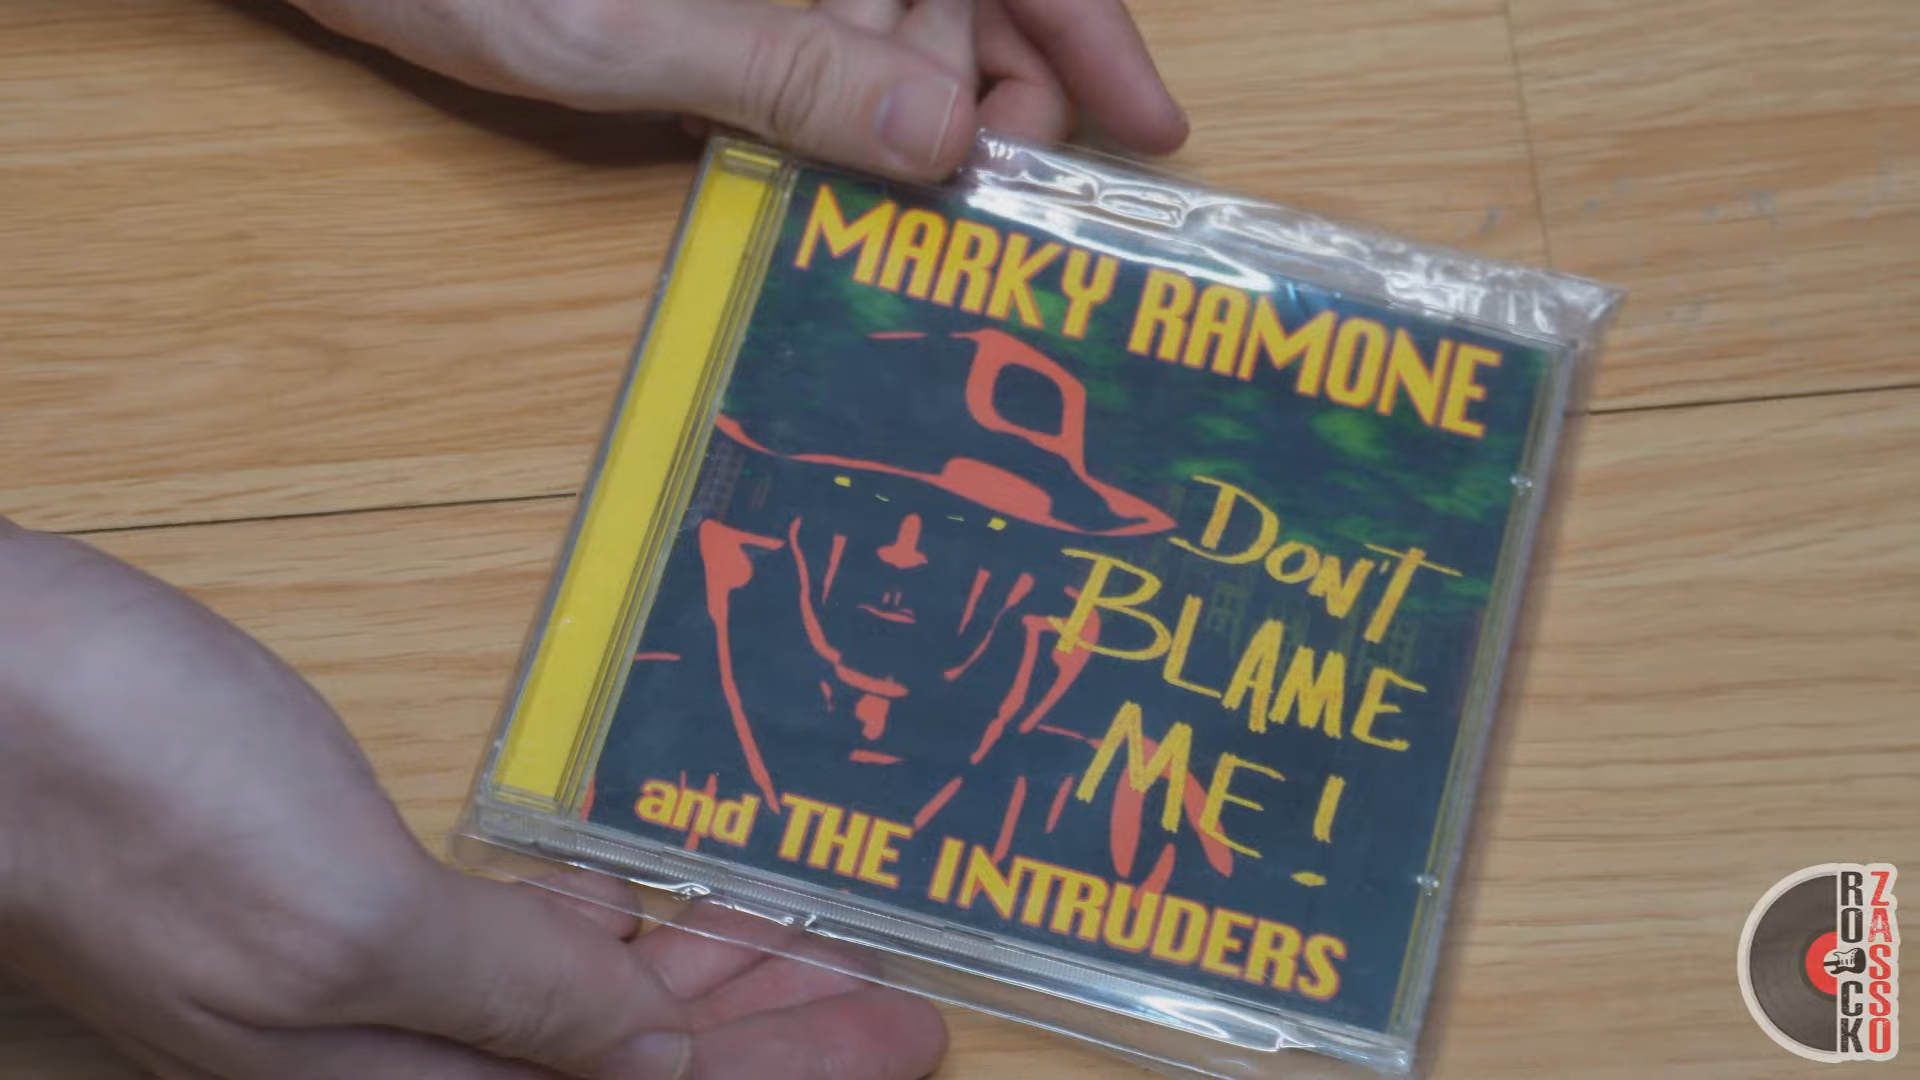 MARKY RAMONE
DON'T
BLAME
ME!
and THE INTRUDERS
ROCK
ZASSO